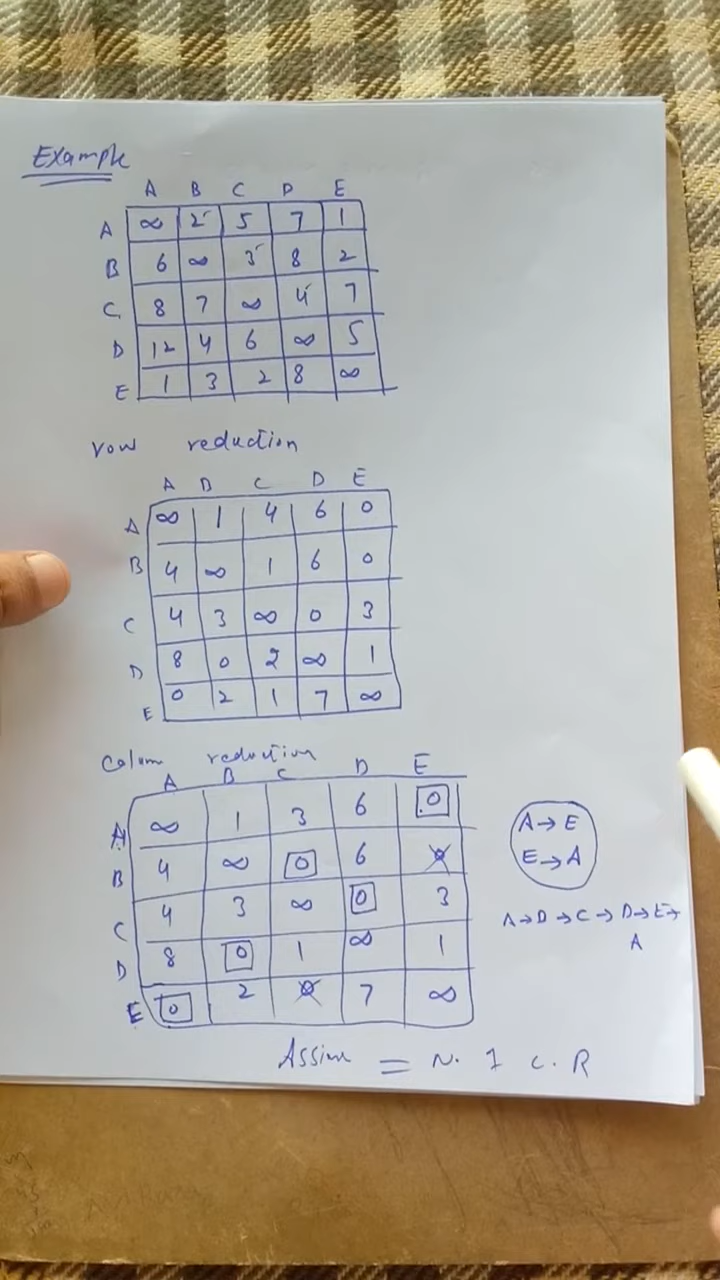 Example
A B C D E
A ∞ 2 5 7 1
B 6 ∞ 3 8 2
C 8 7 ∞ 4 7
D 12 4 6 ∞ 5
E 1 3 2 8 ∞
row reduction
A B C D E
A ∞ 1 4 6 0
B 4 ∞ 1 6 0
C 4 3 ∞ 0 3
D 8 0 2 ∞ 1
E 0 2 1 7 ∞
Colum reduction
A B C D E
A ∞ 1 3 6 0
B 4 ∞ 0 6 0
C 4 3 ∞ 0 3
D 8 0 1 ∞ 1
E 0 2 0 7 ∞
A → E
E → A
A → B → C → D → E →
A
Assine = N. 1 C. R